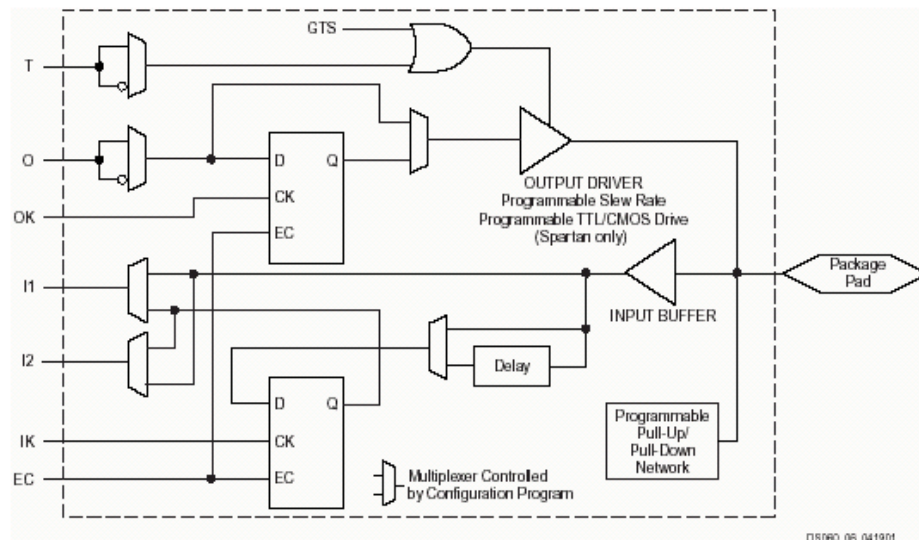 GTS
T
O
D
Q
CK
EC
OK
OUTPUT DRIVER
Programmable Slew Rate
Programmable TTL/CMOS Drive
(Spartan only)
I1
I2
INPUT BUFFER
Package
Pad
Delay
D
Q
CK
EC
IK
EC
Programmable
Pull-Up/
Pull-Down
Network
Multiplexer Controlled
by Configuration Program
DS060_06_041901